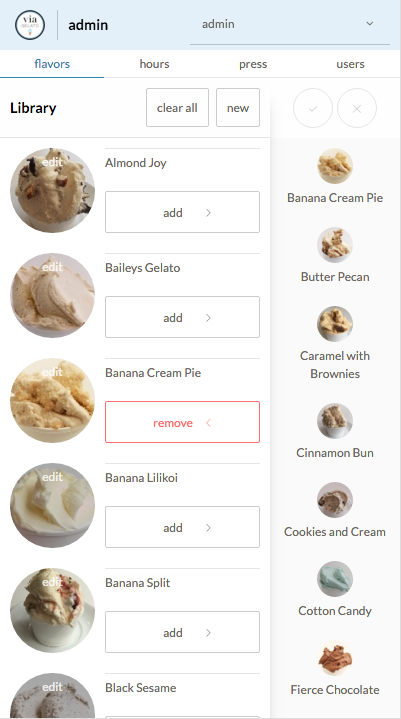 via
GELATO
admin
admin
flavors
hours
press
users
Library
clear all
new
edit
Almond Joy
add
edit
Baileys Gelato
add
edit
Banana Cream Pie
remove
edit
Banana Lilikoi
add
edit
Banana Split
add
edit
Black Sesame
Banana Cream Pie
Butter Pecan
Caramel with
Brownies
Cinnamon Bun
Cookies and Cream
Cotton Candy
Fierce Chocolate